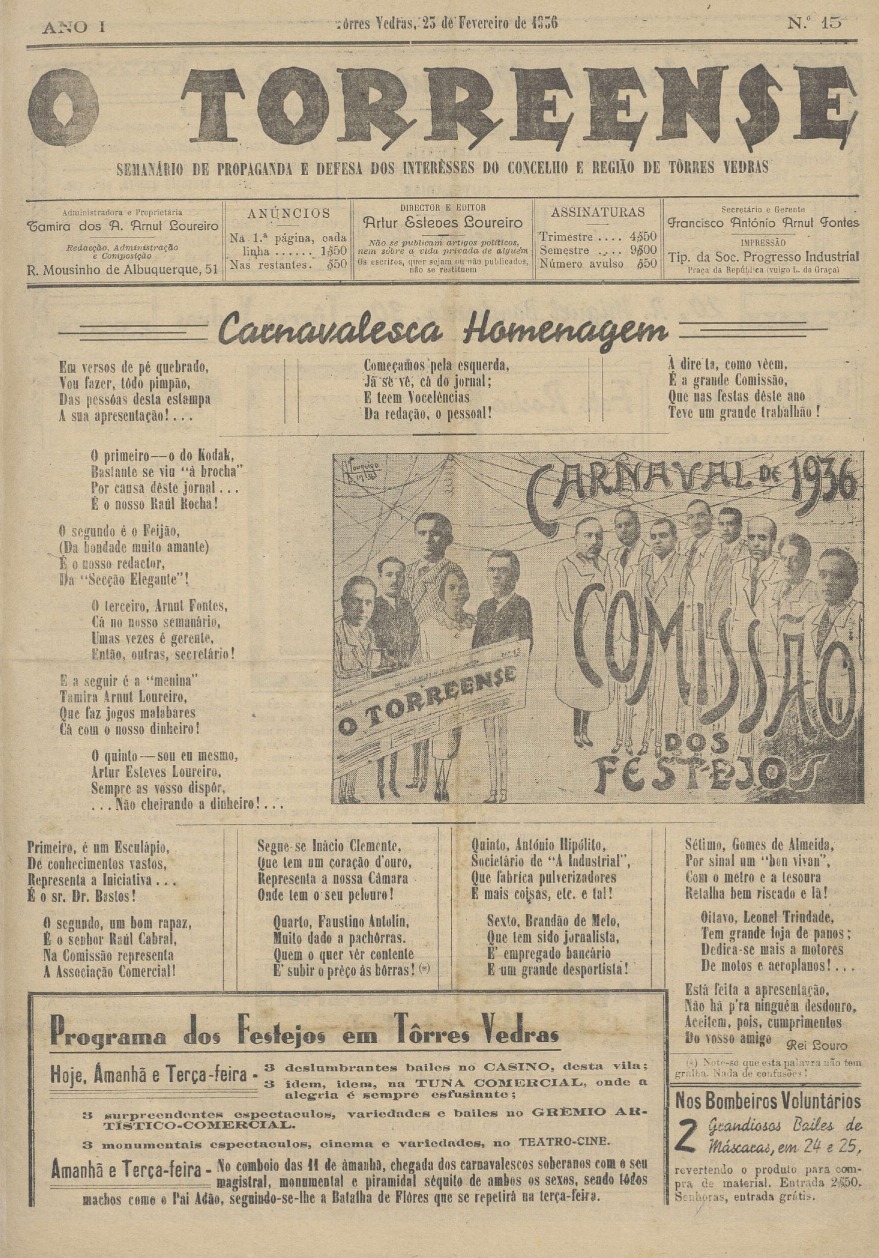 ANO I
Tôrres Vedras, 23 de Fevereiro de 1936
N.º 15
O TORREENSE
SEMANÁRIO DE PROPAGANDA E DEFESA DOS INTERÊSSES DO CONCELHO E REGIÃO DE TÔRRES VEDRAS
Administradora e Proprietária
Tamira dos A. Arnut Loureiro
Redacção, Administração
e Composição
R. Mousinho de Albuquerque, 51
ANÚNCIOS
Na 1.ª página, cada
linha ...... 1$50
Nas restantes. $50
DIRECTOR E EDITOR
Artur Esteves Loureiro
Não se publicam artigos políticos,
nem sôbre a vida privada de alguém
Os escritos, quer sejam ou não publicados,
não se restituem
ASSINATURAS
Trimestre .... 4$50
Semestre .... 9$00
Número avulso $50
Secretário e Gerente
Francisco António Arnut Fontes
IMPRESSÃO
Tip. da Soc. Progresso Industrial
Praça da República (vulgo L. da Graça)
Carnavalesca Homenagem
Em versos de pé quebrado,
Vou fazer, tôdo pimpão,
Das pessôas desta estampa
A sua apresentação! . . .
Começamos pela esquerda,
Já se vê, cá do jornal;
E teem Vocelências
Da redação, o pessoal!
À direita, como vêem,
É a grande Comissão,
Que nas festas dêste ano
Teve um grande trabalhão !
O primeiro—o do Kodak,
Bastante se viu “á brocha”
Por causa dêste jornal . . .
É o nosso Raúl Rocha!
O segundo é o Feijão,
(Da bondade muito amante)
É o nosso redactor,
Da “Secção Elegante”!
O terceiro, Arnut Fontes,
Cá no nosso semanário,
Umas vezes é gerente,
Então, outras, secretário!
E a seguir é a “menina”
Tamira Arnut Loureiro,
Que faz jogos malabares
Cá com o nosso dinheiro!
O quinto—sou eu mesmo,
Artur Esteves Loureiro,
Sempre as vosso dispôr,
. . . Não cheirando a dinheiro! . . .
CARNAVAL DE 1936
O TORREENSE
COMISSÃO
DOS
FESTEJOS
Primeiro, é um Esculápio,
De conhecimentos vastos,
Representa a Iniciativa . . .
É o sr. Dr. Bastos!
O segundo, um bom rapaz,
É o senhor Raúl Cabral,
Na Comissão representa
A Associação Comercial!
Segue-se Inácio Clemente,
Que tem um coração d'ouro,
Representa a nossa Câmara
Onde tem o seu pelouro!
Quarto, Faustino Antolin,
Muito dado a pachôrras.
Quem o quer vêr contente
E' subir o prêço ás bôrras! (*)
Quinto, António Hipólito,
Societário de “A Industrial”,
Que fabrica pulverizadores
E mais coisas, etc. e tal!
Sexto, Brandão de Melo,
Que tem sido jornalista,
E' empregado bancário
E um grande desportista!
Sétimo, Gomes de Almeida,
Por sinal um “bon vivan”,
Com o metro e a tesoura
Retalha bem riscado e lã!
Oitavo, Leonel Trindade,
Tem grande loja de panos;
Dedica-se mais a motores
De motos e aeroplanos! . . .
Está feita a apresentação,
Não há p'ra ninguém desdouro,
Aceitem, pois, cumprimentos
Do vosso amigo Rei Louro
(*) Note-se que esta palavra não tem
gralha. Nada de confusões!
Programa dos Festejos em Tôrres Vedras
Hoje, Ámanhã e Terça-feira - 3 deslumbrantes bailes no CASINO, desta vila;
3 idem, idem, na TUNA COMERCIAL, onde a
alegria é sempre esfusiante;
3 surpreendentes espectaculos, variedades e bailes no GRÉMIO AR-
TÍSTICO-COMERCIAL.
3 monumentais espectaculos, cinema e variedades, no TEATRO-CINE.
Ámanhã e Terça-feira - No comboio das 11 de âmanhã, chegada dos carnavalescos soberanos com o seu
magistral, monumental e piramidal séquito de ambos os sexos, sendo tôdos
machos como o Pai Adão, seguindo-se-lhe a Batalha de Flôres que se repetirá na terça-feira.
Nos Bombeiros Voluntários
2 Grandiosos Bailes de
Máscaras, em 24 e 25,
revertendo o produto para com-
pra de material. Entrada 2$50.
Senhoras, entrada grátis.